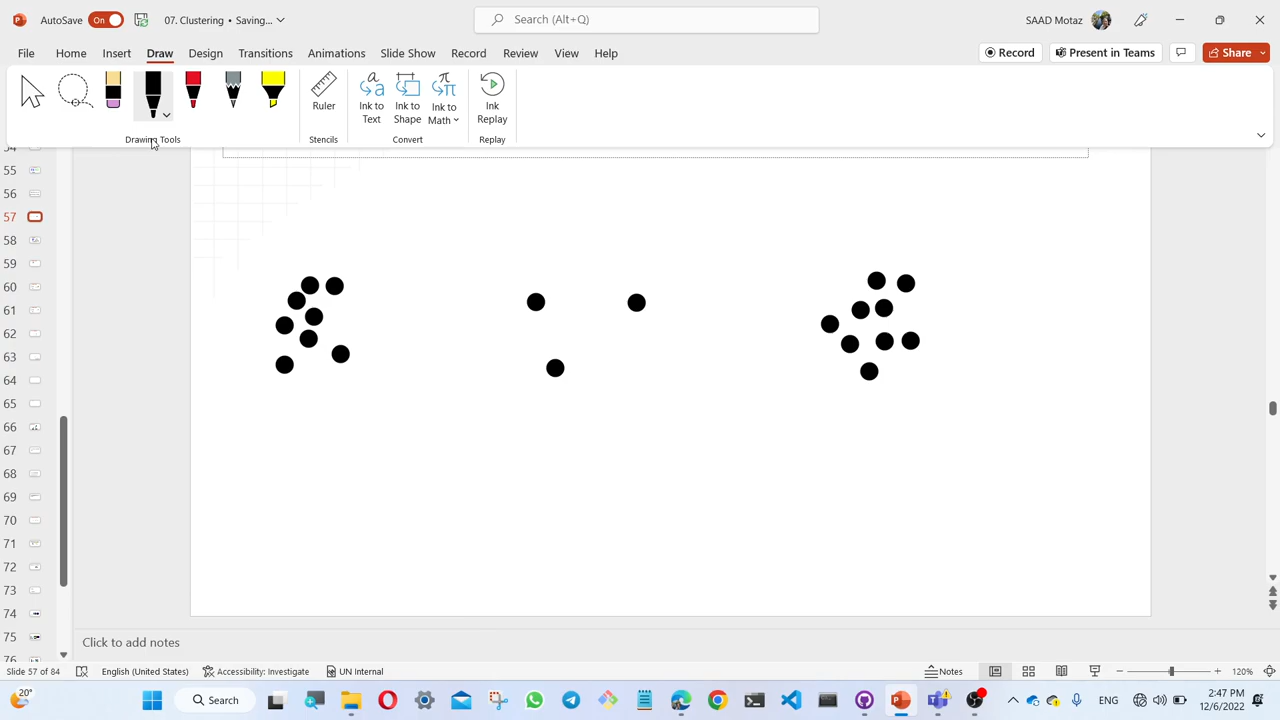 AutoSave On 07. Clustering • Saving... Search (Alt+Q) SAAD Motaz
File Home Insert Draw Design Transitions Animations Slide Show Record Review View Help Record Present in Teams Share
Ruler
Ink to Text
Ink to Shape
Ink to Math
Ink Replay
Drawing Tools Stencils Convert Replay
54
55
56
57
58
59
60
61
62
63
64
65
66
67
68
69
70
71
72
73
74
75
76
Click to add notes
Slide 57 of 84 English (United States) Accessibility: Investigate UN Internal Notes 120%
20° Search ENG 2:47 PM
12/6/2022